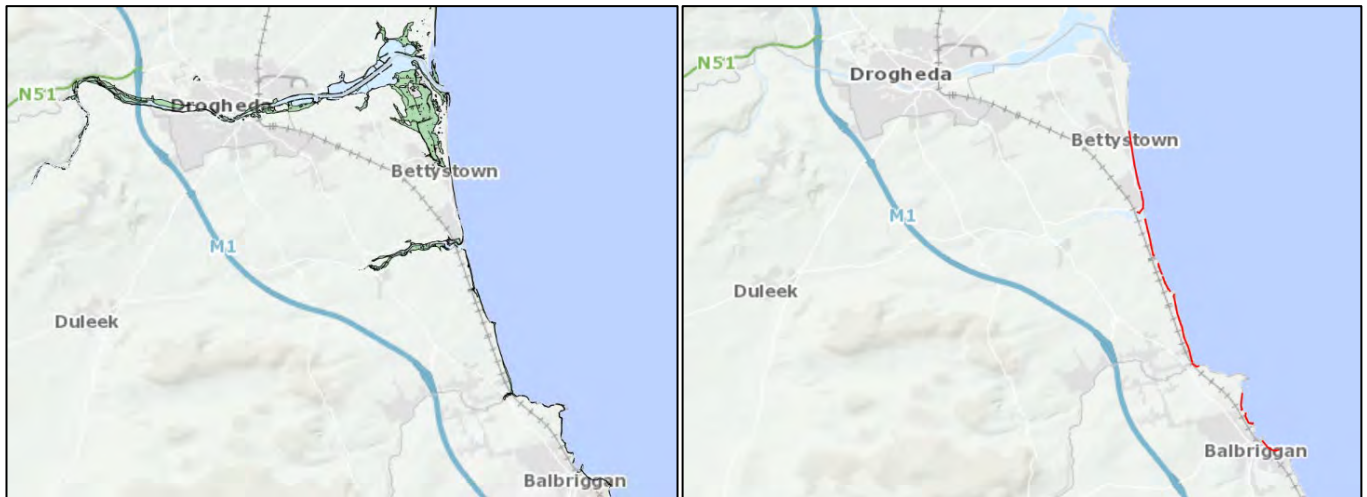 N51
Drogheda
Bettystown
M1
Duleek
Balbriggan
N51
Drogheda
Bettystown
M1
Duleek
Balbriggan